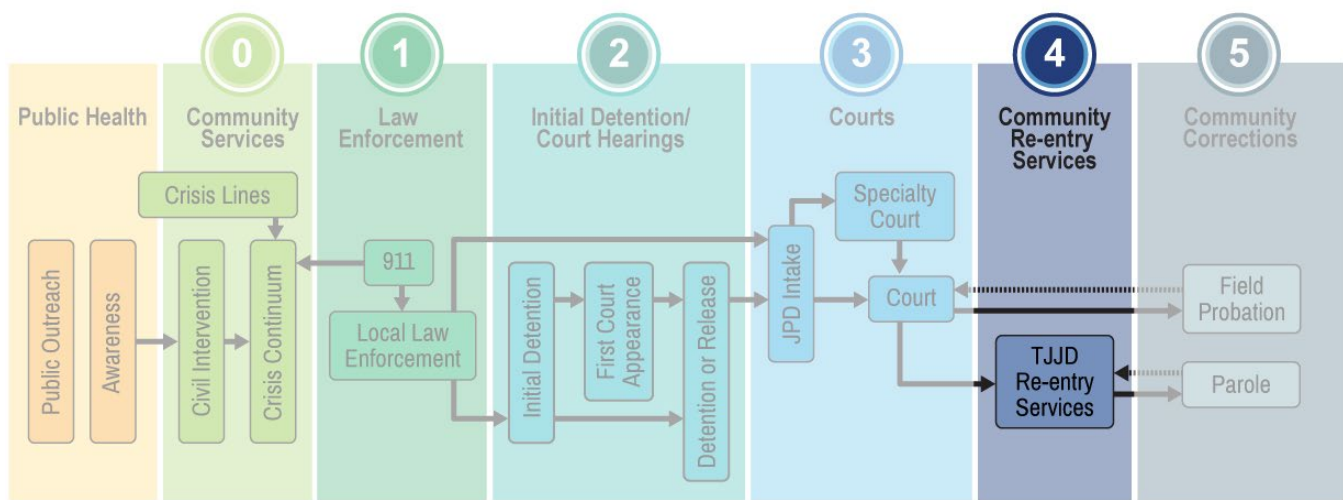 0
1
2
3
4
5
Public Health
Community
Services
Law
Enforcement
Initial Detention/
Court Hearings
Courts
Community
Re-entry
Services
Community
Corrections
Public Outreach
Awareness
Crisis Lines
Civil Intervention
Crisis Continuum
911
Local Law
Enforcement
Initial Detention
First Court
Appearance
Detention or Release
JPD Intake
Specialty
Court
Court
TJJD
Re-entry
Services
Field
Probation
Parole